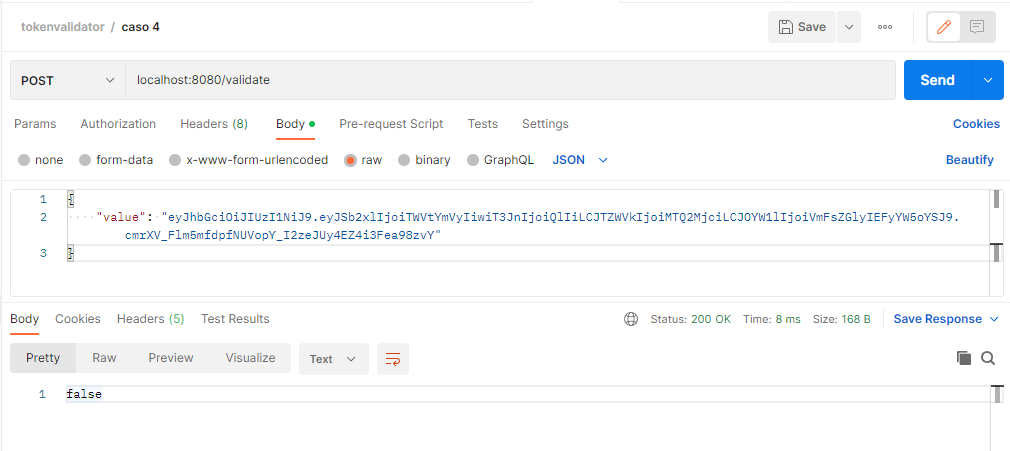 tokenvalidator / caso 4
Save
POST
localhost:8080/validate
Send
Params Authorization Headers (8) Body Pre-request Script Tests Settings Cookies
none form-data x-www-form-urlencoded raw binary GraphQL JSON Beautify
1 {
2 "value": "eyJhbGciOiJIUzI1NiJ9.eyJSb2xlIjoiTWVtYmVyIiwiT3JnIjoiQlIiLCJTZWVkIjoiMTQ2MjciLCJOYW1lIjoiVmFsZGlyIEFyYW5oYSJ9.
cmrXV_Flm5mfdpfNUVopY_I2zeJUy4EZ4i3Fea98zvY"
3 }
Body Cookies Headers (5) Test Results Status: 200 OK Time: 8 ms Size: 168 B Save Response
Pretty Raw Preview Visualize Text
1 false